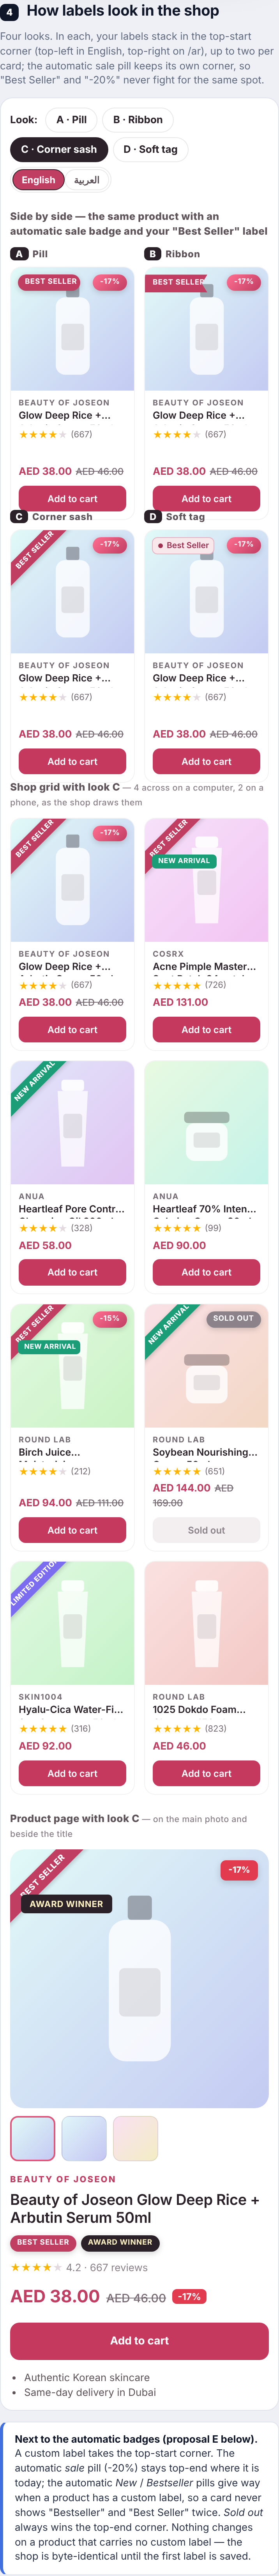 4 How labels look in the shop
Four looks. In each, your labels stack in the top-start
corner (top-left in English, top-right on /ar), up to two per
card; the automatic sale pill keeps its own corner, so
"Best Seller" and "-20%" never fight for the same spot.
Look: A · Pill B · Ribbon
C · Corner sash D · Soft tag
English العربية
Side by side — the same product with an
automatic sale badge and your "Best Seller" label
A Pill B Ribbon
BEST SELLER -17% BEST SELLER -17%
BEAUTY OF JOSEON BEAUTY OF JOSEON
Glow Deep Rice +... Glow Deep Rice +...
★★★★★ (667) ★★★★★ (667)
AED 38.00 AED 46.00 AED 38.00 AED 46.00
Add to cart Add to cart
C Corner sash D Soft tag
BEST SELLER -17% Best Seller -17%
BEAUTY OF JOSEON BEAUTY OF JOSEON
Glow Deep Rice +... Glow Deep Rice +...
★★★★★ (667) ★★★★★ (667)
AED 38.00 AED 46.00 AED 38.00 AED 46.00
Add to cart Add to cart
Shop grid with look C — 4 across on a computer, 2 on a
phone, as the shop draws them
BEST SELLER -17% BEST SELLER
NEW ARRIVAL
BEAUTY OF JOSEON COSRX
Glow Deep Rice +... Acne Pimple Master...
★★★★★ (667) ★★★★★ (726)
AED 38.00 AED 46.00 AED 131.00
Add to cart Add to cart
NEW ARRIVAL
ANUA ANUA
Heartleaf Pore Contr... Heartleaf 70% Inten...
★★★★★ (328) ★★★★★ (99)
AED 58.00 AED 90.00
Add to cart Add to cart
BEST SELLER -15% NEW ARRIVAL SOLD OUT
NEW ARRIVAL
ROUND LAB ROUND LAB
Birch Juice... Soybean Nourishing...
★★★★★ (212) ★★★★★ (651)
AED 94.00 AED 111.00 AED 144.00 AED
169.00
Add to cart Sold out
LIMITED EDITION
SKIN1004 ROUND LAB
Hyalu-Cica Water-Fi... 1025 Dokdo Foam...
★★★★★ (316) ★★★★★ (823)
AED 92.00 AED 46.00
Add to cart Add to cart
Product page with look C — on the main photo and
beside the title
BEST SELLER -17%
AWARD WINNER
BEAUTY OF JOSEON
Beauty of Joseon Glow Deep Rice +
Arbutin Serum 50ml
BEST SELLER AWARD WINNER
★★★★★ 4.2 · 667 reviews
AED 38.00 AED 46.00 -17%
Add to cart
• Authentic Korean skincare
• Same-day delivery in Dubai
Next to the automatic badges (proposal E below).
A custom label takes the top-start corner. The
automatic sale pill (-20%) stays top-end where it is
today; the automatic New / Bestseller pills give way
when a product has a custom label, so a card never
shows "Bestseller" and "Best Seller" twice. Sold out
always wins the top-end corner. Nothing changes
on a product that carries no custom label — the
shop is byte-identical until the first label is saved.